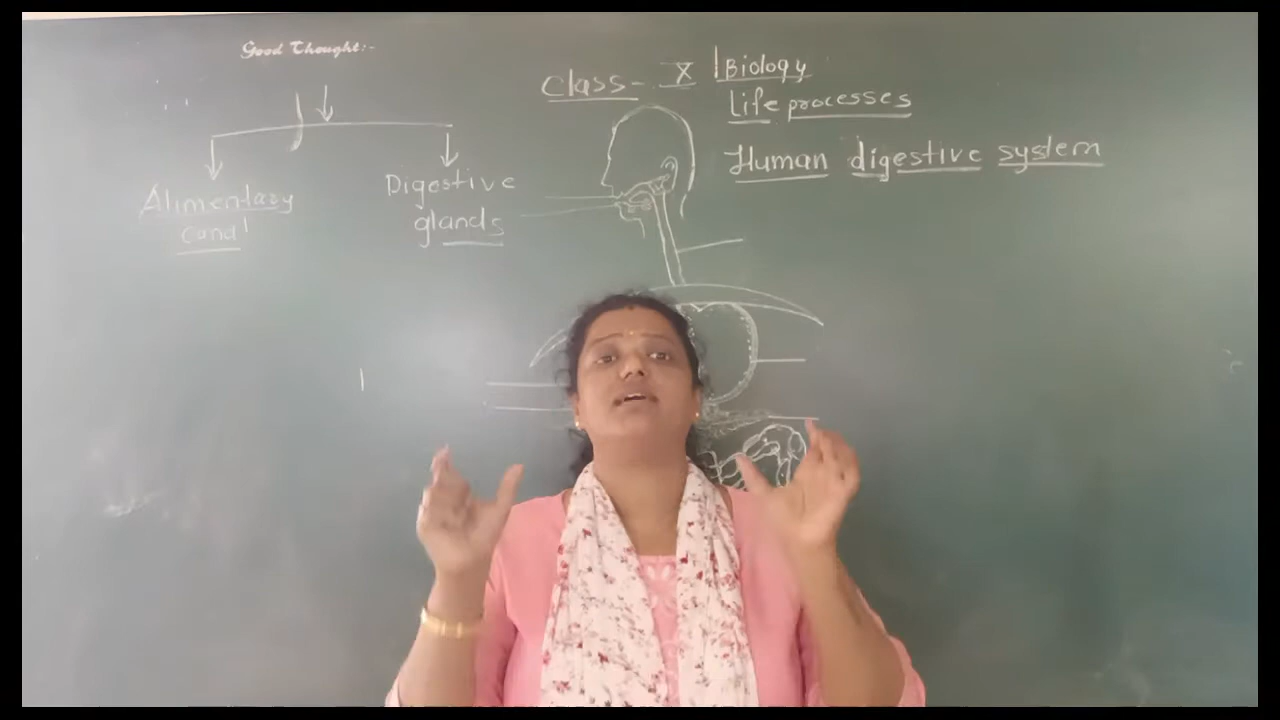 Good Thought:-
Class- X Biology
Life processes
Human digestive system
Alimentary
canal
Digestive
glands